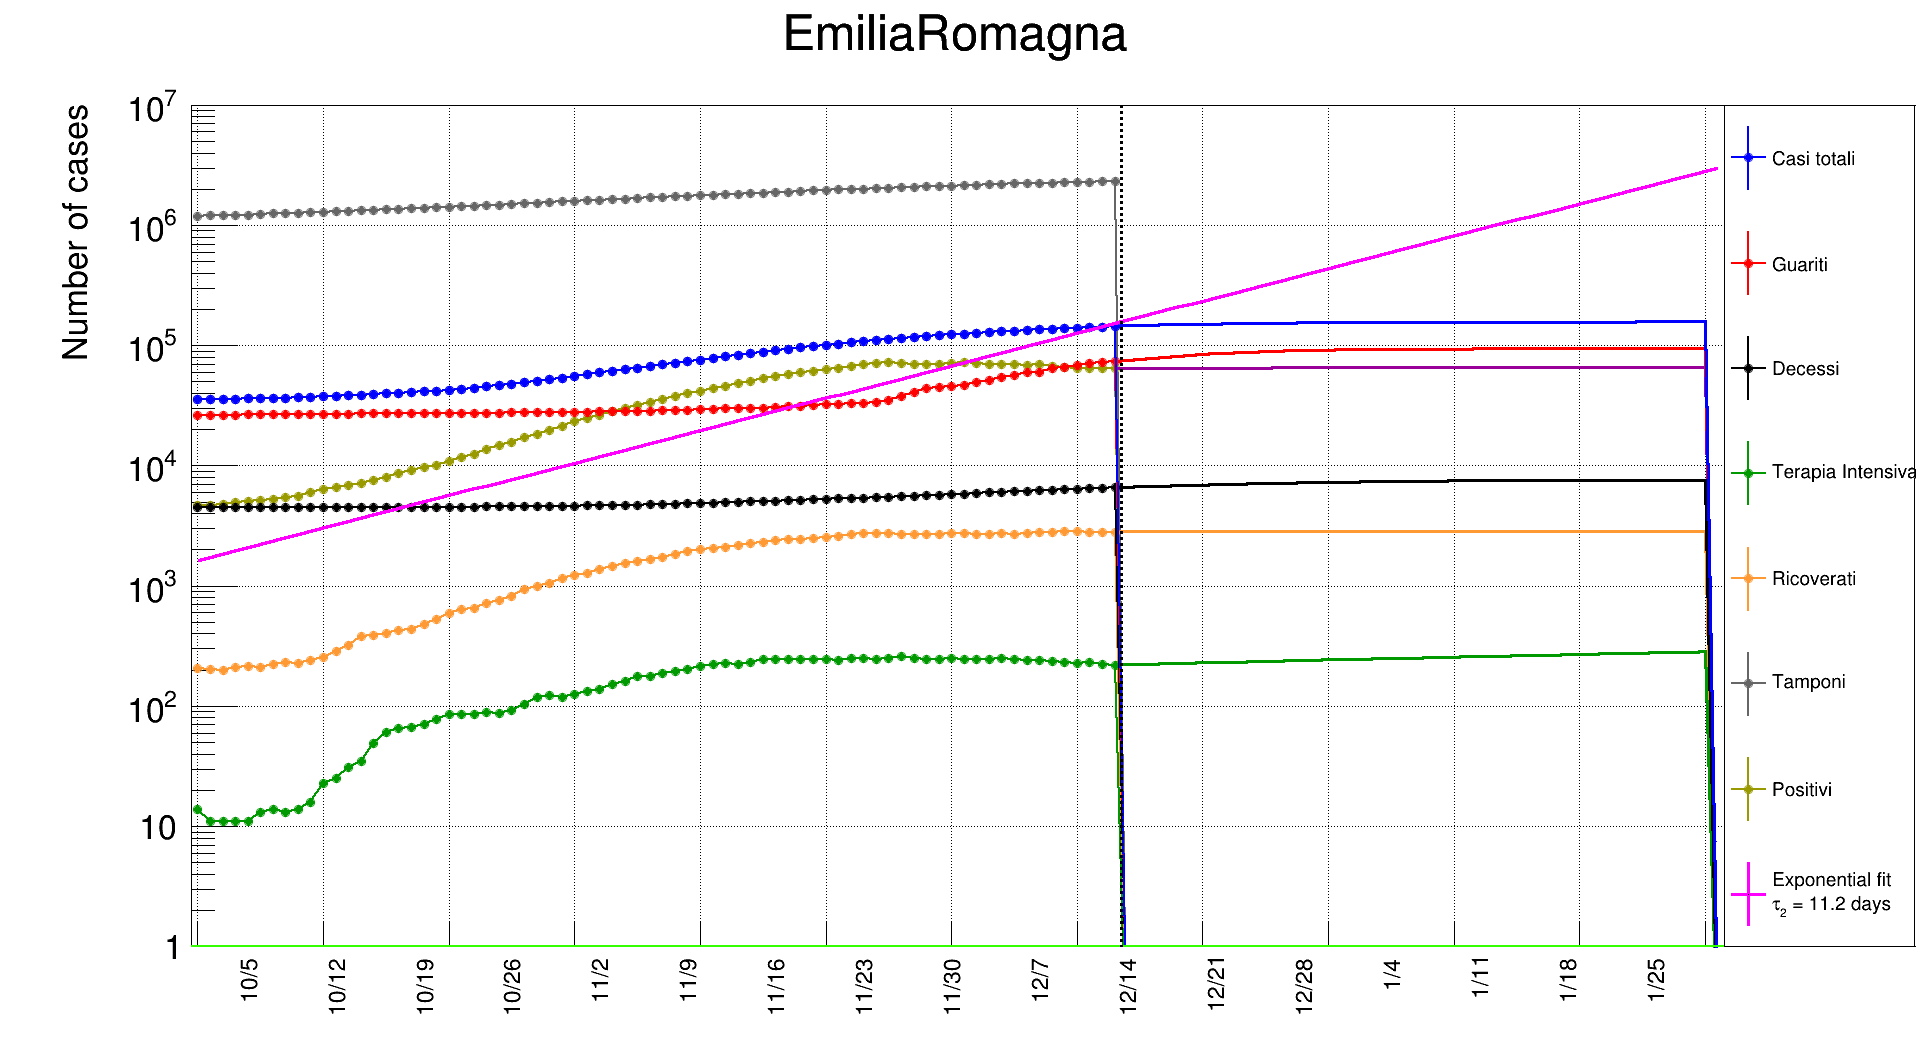 EmiliaRomagna
Number of cases
10^7
10^6
10^5
10^4
10^3
10^2
10
1
10/5
10/12
10/19
10/26
11/2
11/9
11/16
11/23
11/30
12/7
12/14
12/21
12/28
1/4
1/11
1/18
1/25
Casi totali
Guariti
Decessi
Terapia Intensiva
Ricoverati
Tamponi
Positivi
Exponential fit
τ_2 = 11.2 days